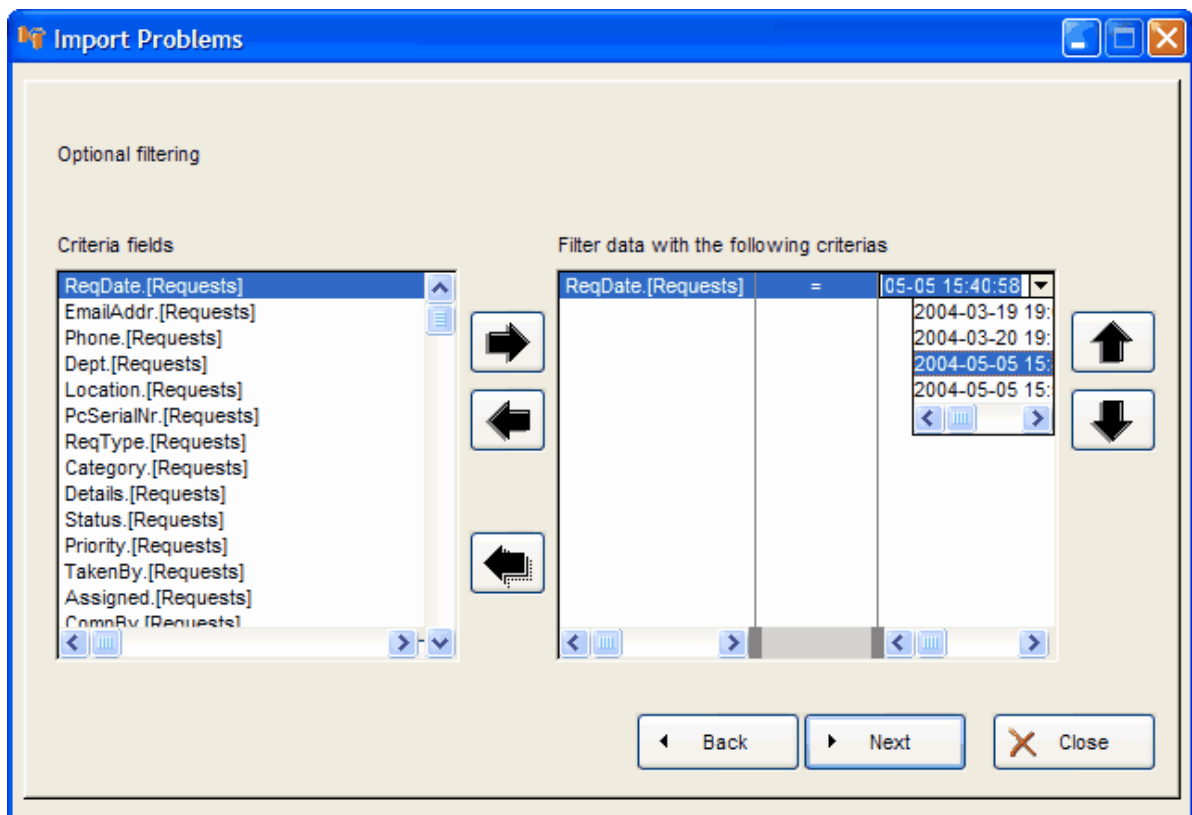 Import Problems
Optional filtering
Criteria fields
ReqDate.[Requests]
EmailAddr.[Requests]
Phone.[Requests]
Dept.[Requests]
Location.[Requests]
PcSerialNr.[Requests]
ReqType.[Requests]
Category.[Requests]
Details.[Requests]
Status.[Requests]
Priority.[Requests]
TakenBy.[Requests]
Assigned.[Requests]
CompBy.[Requests]
Filter data with the following criterias
ReqDate.[Requests] = 05-05 15:40:58
2004-03-19 19:
2004-03-20 19:
2004-05-05 15:
2004-05-05 15:
Back Next Close